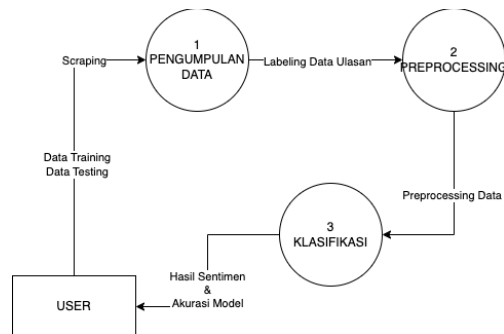 1
PENGUMPULAN
DATA
2
PREPROCESSING
Scraping
Labeling Data Ulasan
Data Training
Data Testing
Preprocessing Data
3
KLASIFIKASI
Hasil Sentimen
&
Akurasi Model
USER